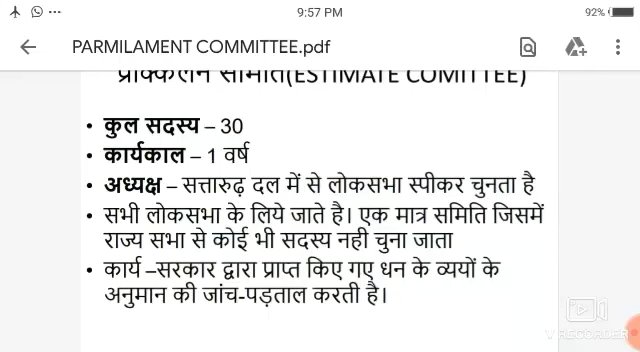 9:57 PM
92%
PARMILAMENT COMMITTEE.pdf
प्राक्कलन समिति(ESTIMATE COMITTEE)
• कुल सदस्य – 30
• कार्यकाल – 1 वर्ष
• अध्यक्ष – सत्तारुढ़ दल में से लोकसभा स्पीकर चुनता है
• सभी लोकसभा के लिये जाते है। एक मात्र समिति जिसमें
राज्य सभा से कोई भी सदस्य नही चुना जाता
• कार्य –सरकार द्वारा प्राप्त किए गए धन के व्ययों के
अनुमान की जांच-पड़ताल करती है।
V RECORDER